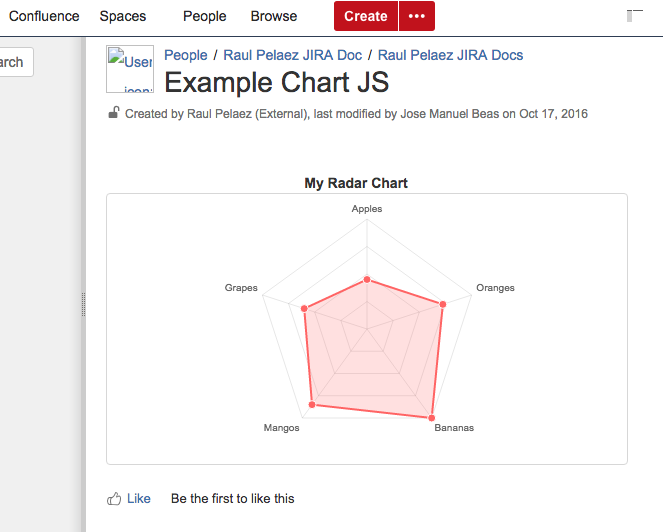 Confluence Spaces People Browse Create •••
arch
User
icon:
People / Raul Pelaez JIRA Doc / Raul Pelaez JIRA Docs
Example Chart JS
Created by Raul Pelaez (External), last modified by Jose Manuel Beas on Oct 17, 2016
My Radar Chart
Apples
Grapes
Oranges
Mangos
Bananas
Like Be the first to like this